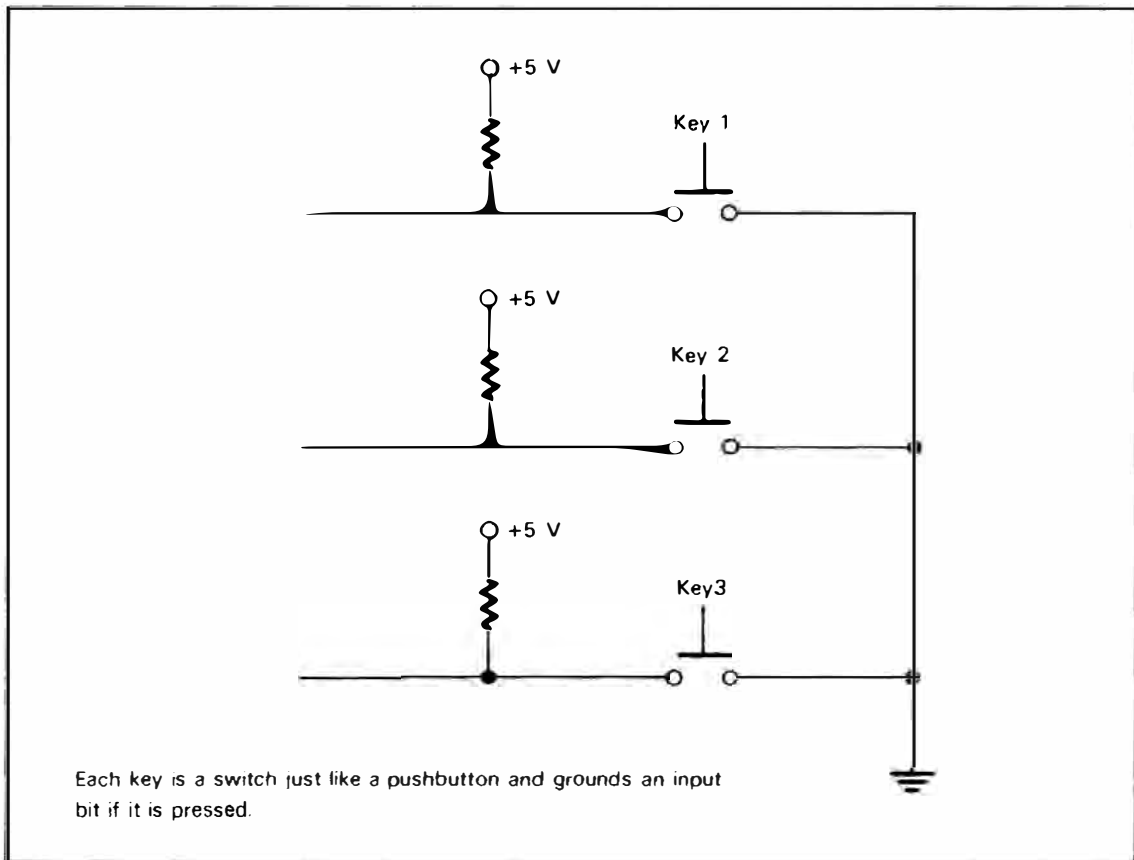 +5 V
Key 1
+5 V
Key 2
+5 V
Key3
Each key is a switch just like a pushbutton and grounds an input
bit if it is pressed.